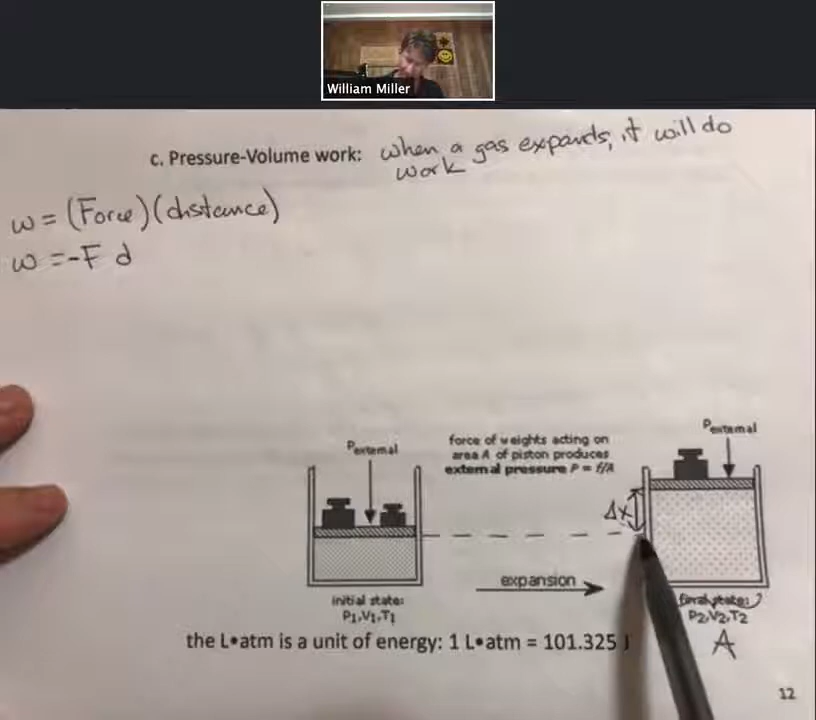 William Miller
c. Pressure-Volume work: when a gas expands, it will do
work
w = (Force)(distance)
w = -F d
Pexternal
force of weights acting on
area A of piston produces
external pressure P = f/A
Pexternal
Δx
expansion
initial state:
P1,V1,T1
final state:
P2,V2,T2
the L•atm is a unit of energy: 1 L•atm = 101.325 J
A
12